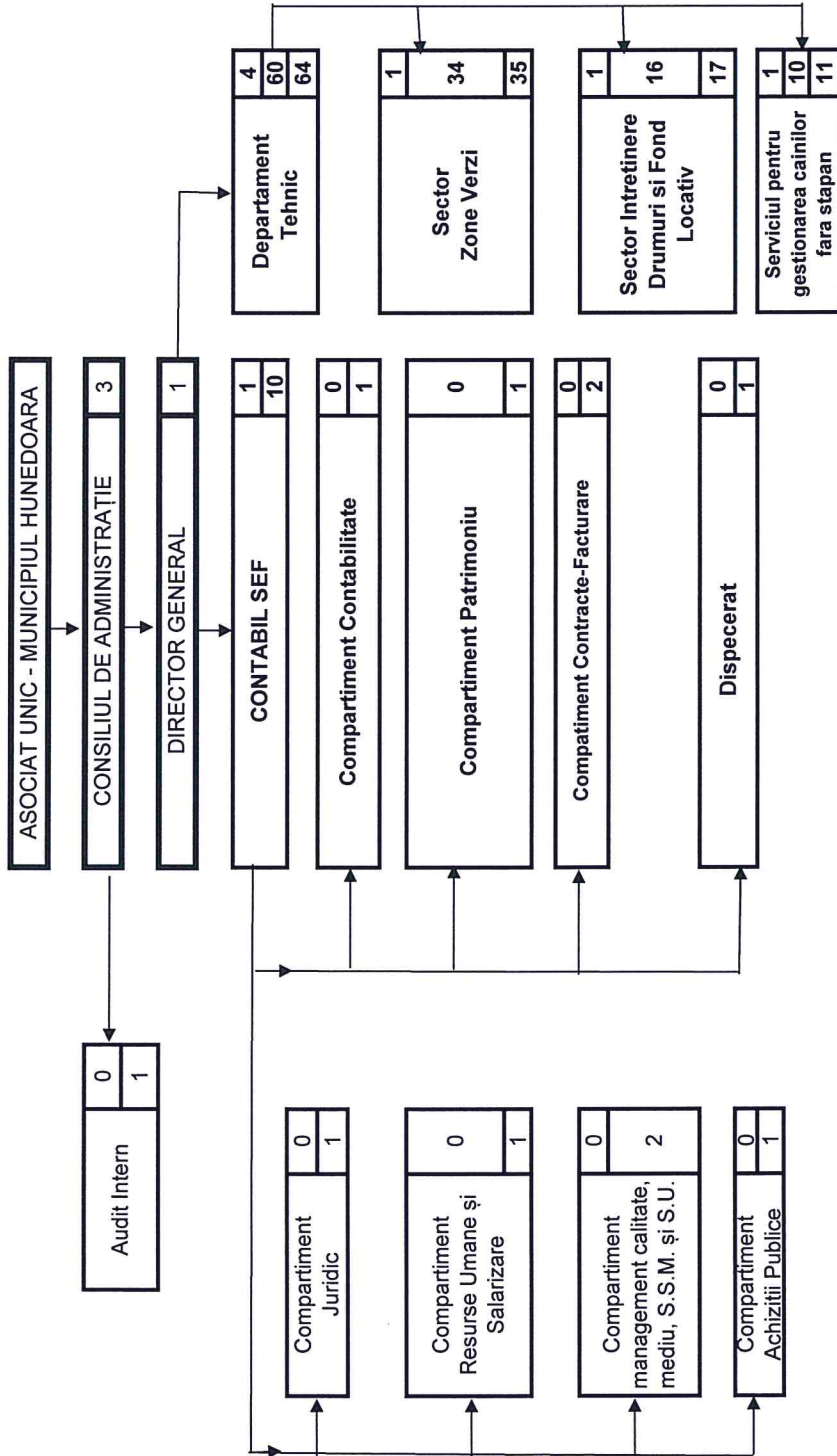 ASOCIAT UNIC - MUNICIPIUL HUNEDOARA
CONSILIUL DE ADMINISTRAȚIE
3
DIRECTOR GENERAL
1
Audit Intern
0
1
CONTABIL SEF
1
10
Departament
Tehnic
4
60
64
Compartiment
Juridic
0
1
Compartiment Contabilitate
0
1
Sector
Zone Verzi
1
34
35
Compartiment
Resurse Umane și
Salarizare
0
1
Compartiment Patrimoniu
0
1
Compartiment
management calitate,
mediu, S.S.M. și S.U.
0
2
Compatiment Contracte-Facturare
0
2
Sector Intretinere
Drumuri si Fond
Locativ
1
16
17
Compartiment
Achizitii Publice
0
1
Dispecerat
0
1
Serviciul pentru
gestionarea cainilor
fara stapan
1
10
11